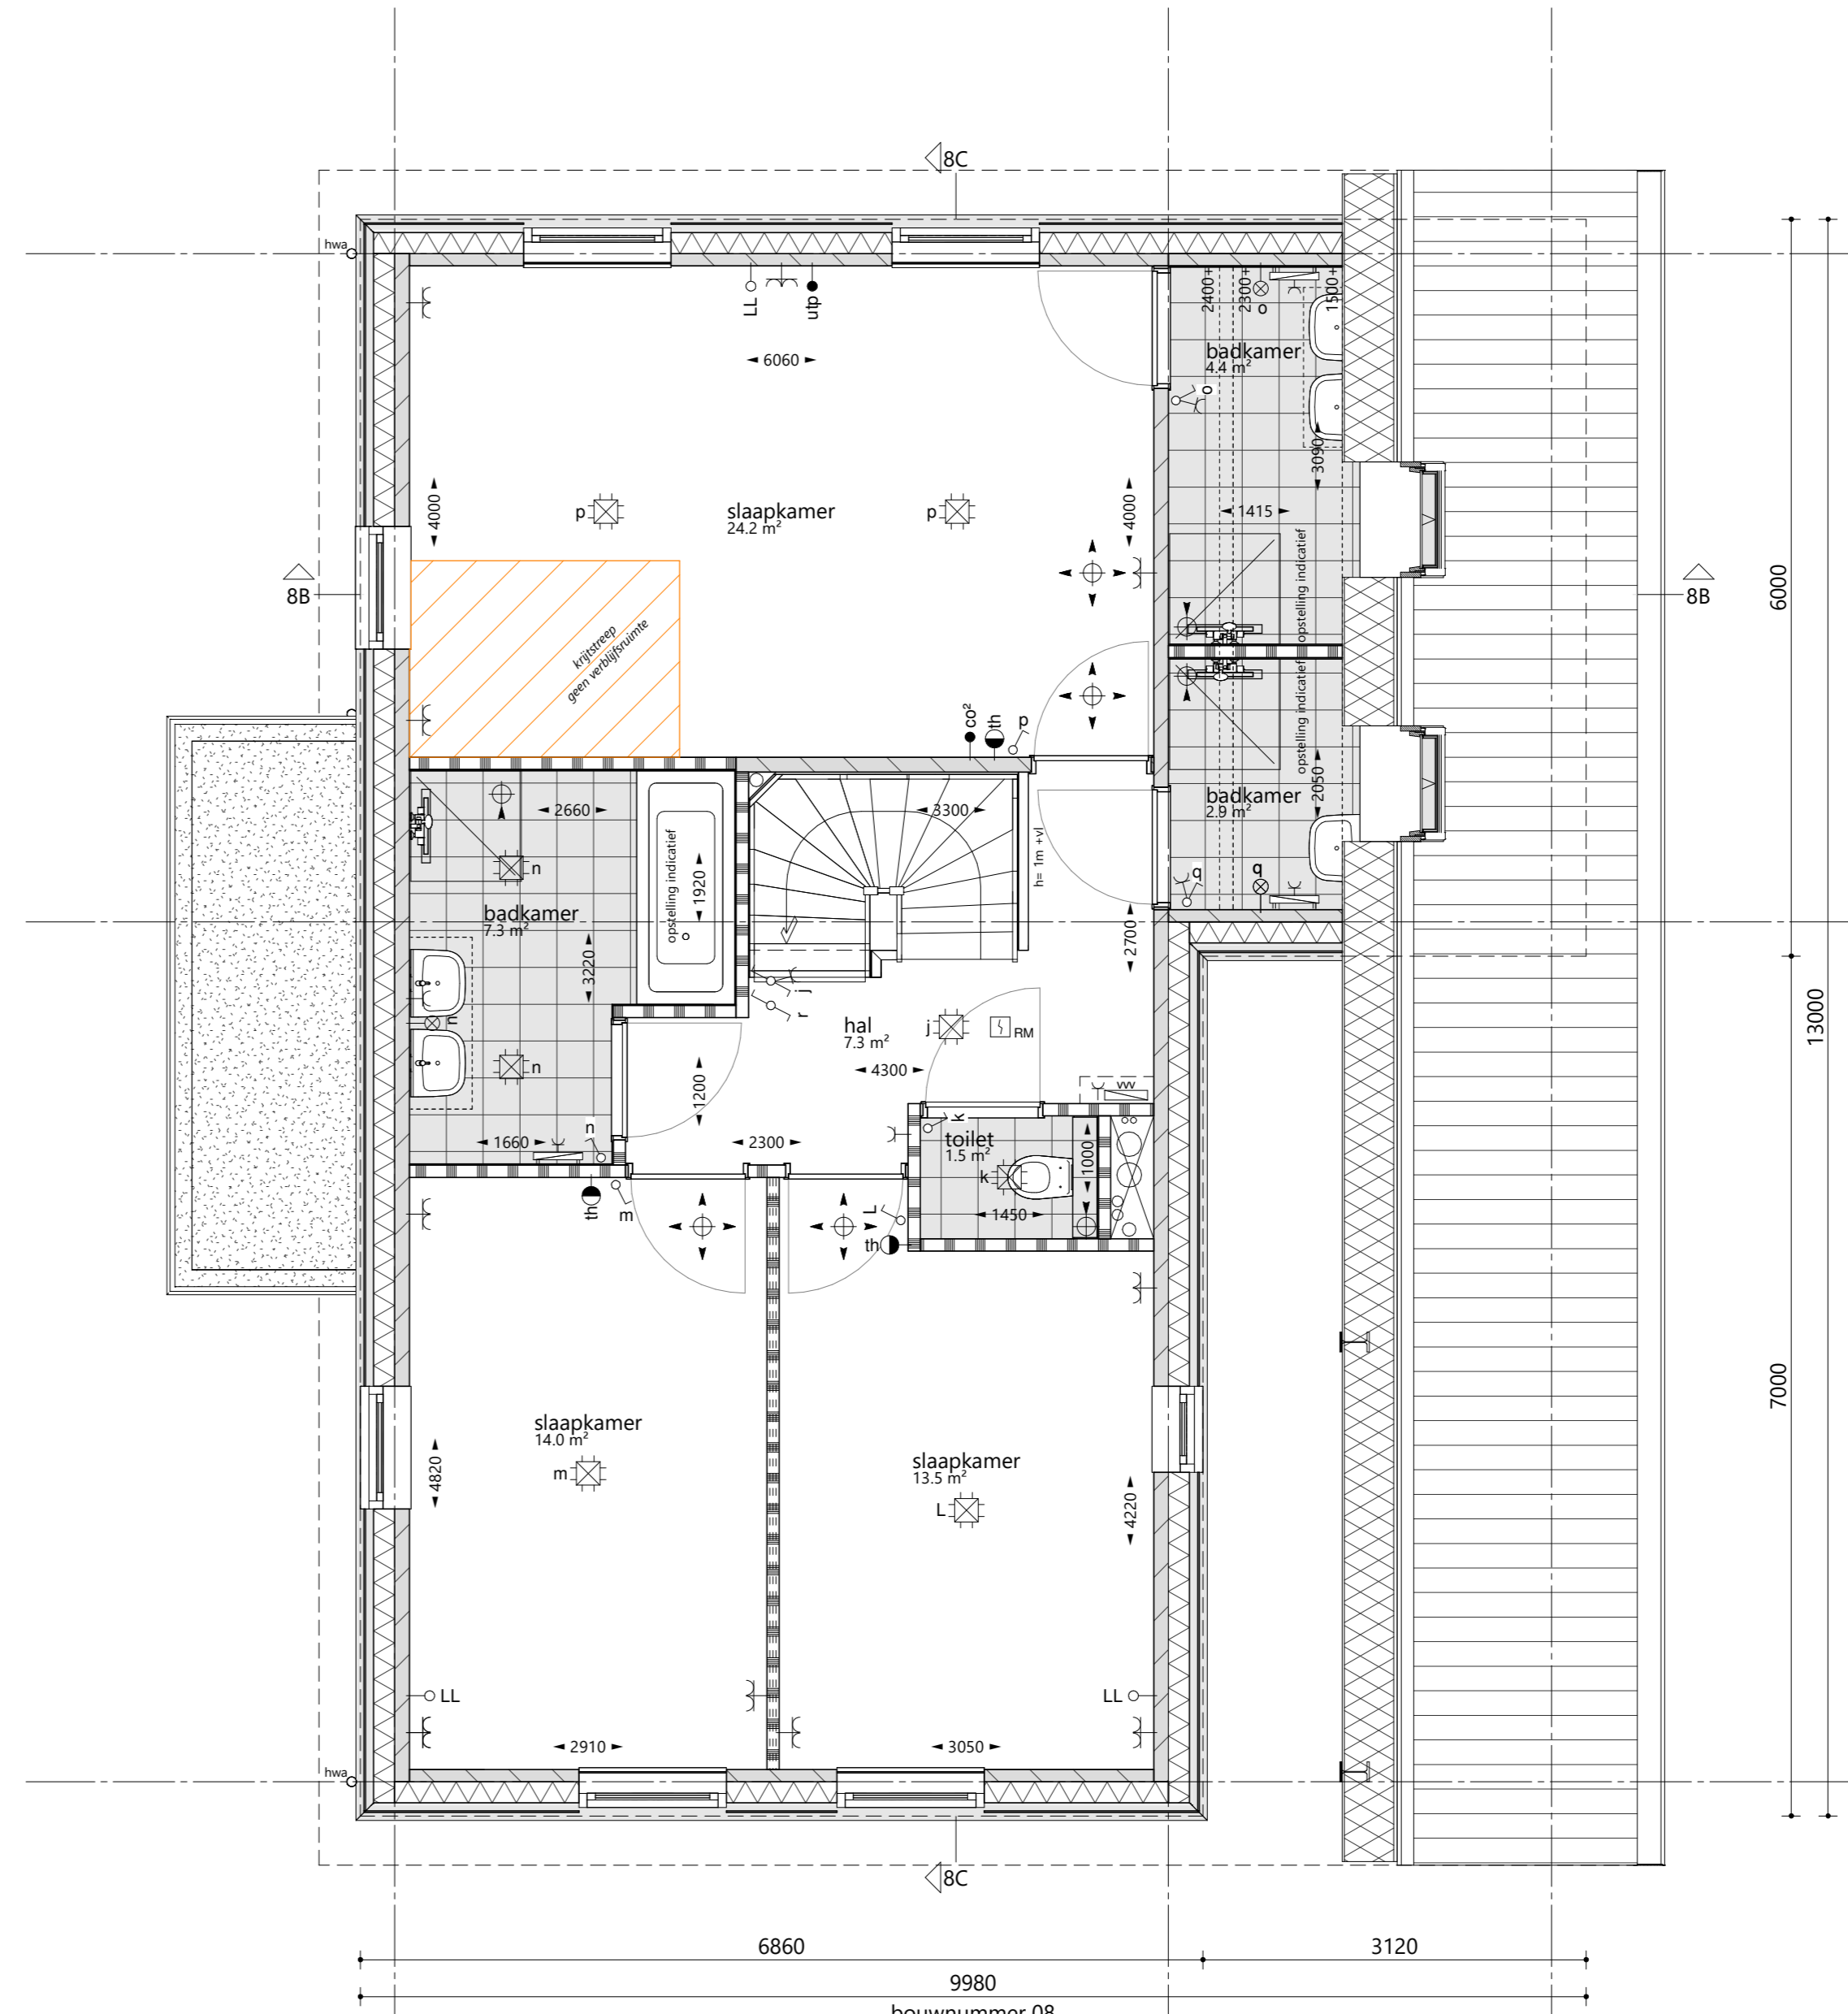 8C
hwa
LL
utp
6060
2400+
2300+
1500+
o
badkamer
4.4 m²
o
3090
4000
p
slaapkamer
24.2 m²
p
4000
1415
opstelling indicatief
8B
8B
6000
krijtstreep
geen verblijfsruimte
co²
th
p
opstelling indicatief
2660
3300
h= 1m +vl
badkamer
2.9 m²
2050
opstelling indicatief
1920
n
q
q
badkamer
7.3 m²
3220
2700
j
r
n
hal
7.3 m²
j
RM
13000
n
4300
1200
vvv
k
n
1660
2300
toilet
1.5 m²
1000
k
1450
th
m
L
th
slaapkamer
14.0 m²
m
7000
4820
slaapkamer
13.5 m²
L
4220
LL
LL
2910
3050
hwa
8C
6860
3120
9980
bouwnummer 08